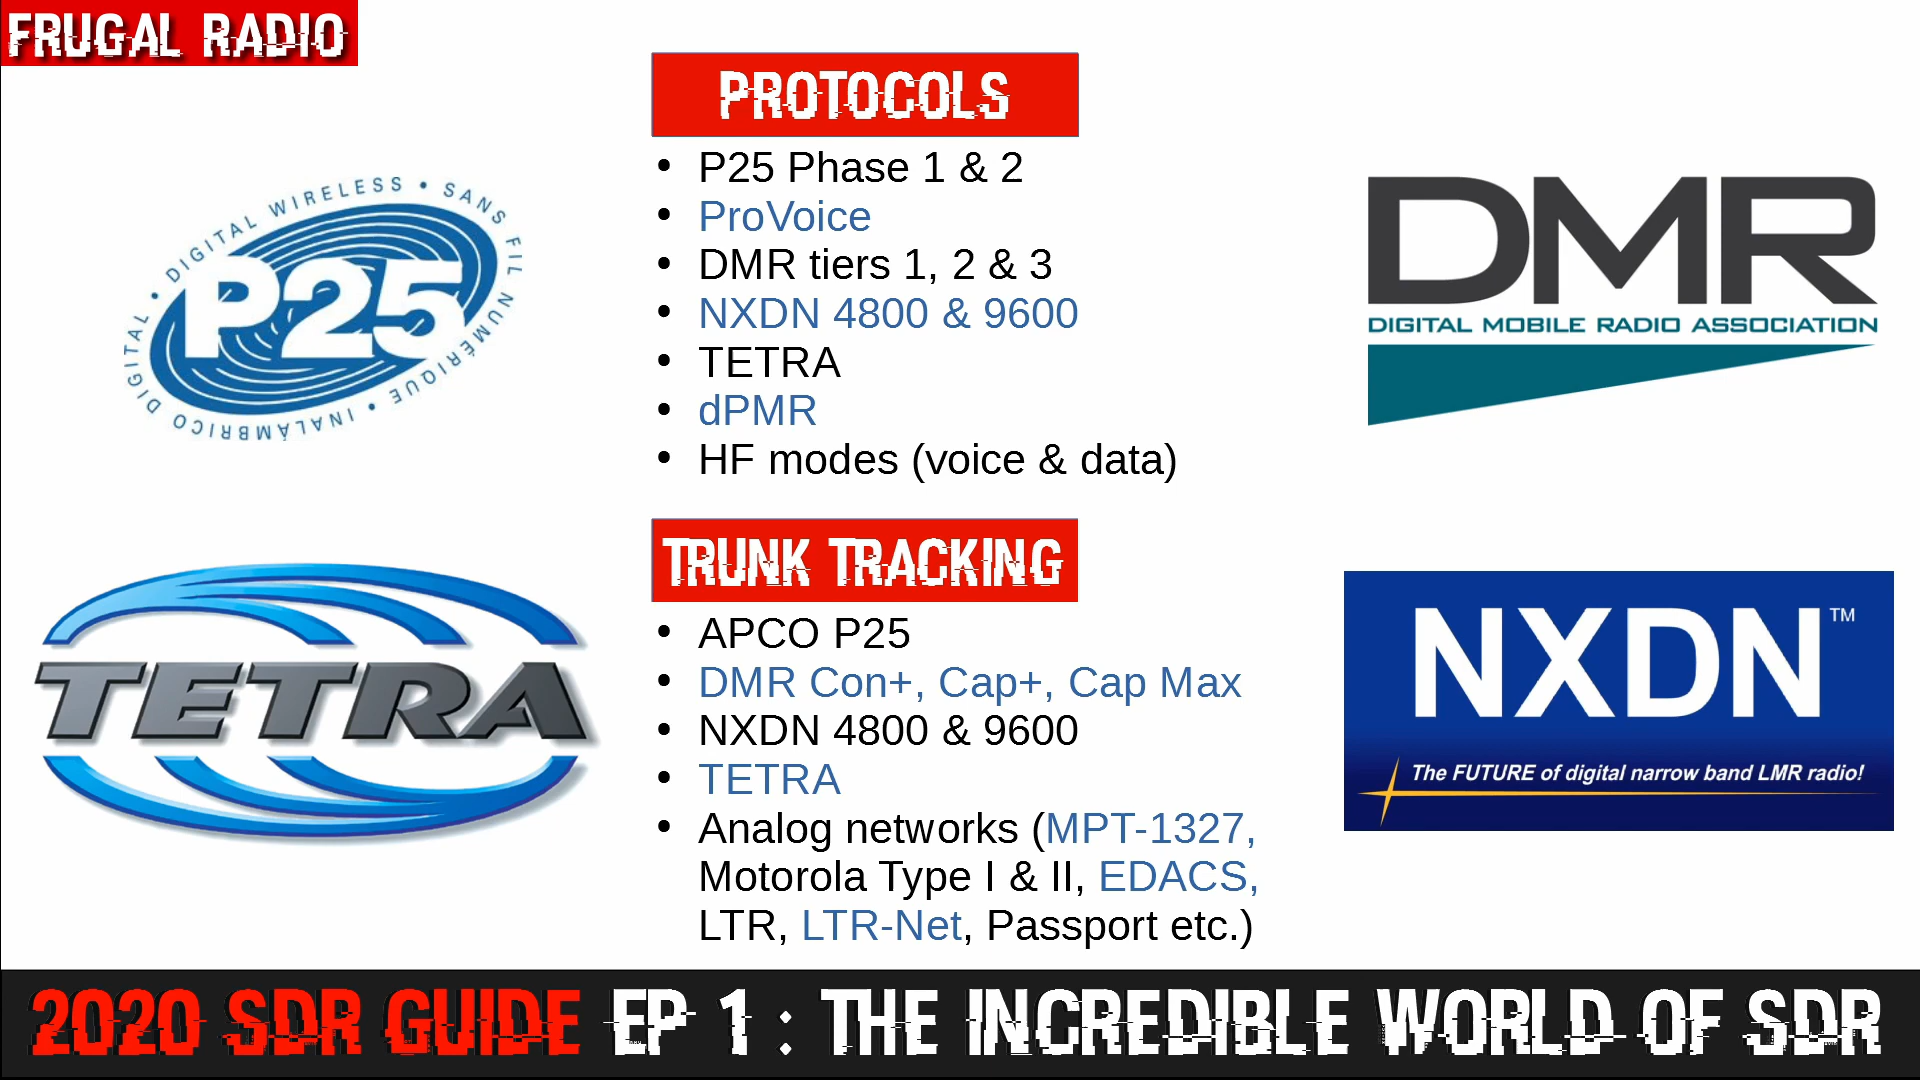 FRUGAL RADIO
PROTOCOLS
• P25 Phase 1 & 2
• ProVoice
• DMR tiers 1, 2 & 3
• NXDN 4800 & 9600
• TETRA
• dPMR
• HF modes (voice & data)
TRUNK TRACKING
• APCO P25
• DMR Con+, Cap+, Cap Max
• NXDN 4800 & 9600
• TETRA
• Analog networks (MPT-1327,
Motorola Type I & II, EDACS,
LTR, LTR-Net, Passport etc.)
P25
DIGITAL WIRELESS • SANS FIL NUMÉRIQUE • INALÁMBRICO DIGITAL •
TETRA
DMR
DIGITAL MOBILE RADIO ASSOCIATION
NXDN™
The FUTURE of digital narrow band LMR radio!
2020 SDR GUIDE EP 1 : THE INCREDIBLE WORLD OF SDR